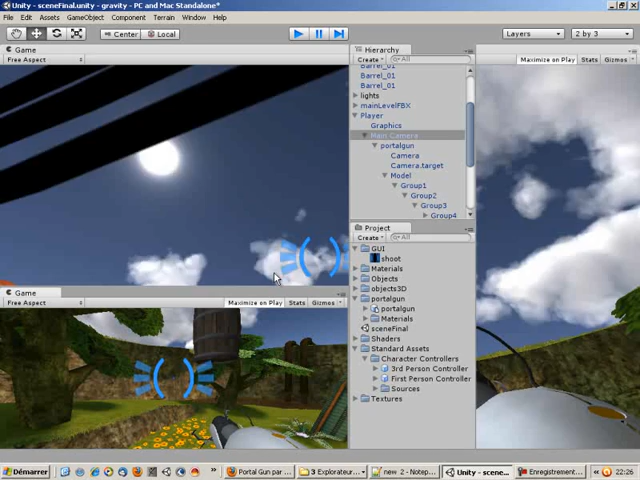 Unity - sceneFinal.unity - gravity - PC and Mac Standalone*
File Edit Assets GameObject Component Terrain Window Help
Center Local Layers 2 by 3
Game
Free Aspect
Maximize on Play Stats Gizmos
Hierarchy
Create All
Barrel_01
Barrel_01
Barrel_01
lights
mainLevelFBX
Player
Graphics
Main Camera
portalgun
Camera
Camera.target
Model
Group1
Group2
Group3
Group4
Project
Create All
GUI
shoot
Materials
Objects
objects3D
portalgun
portalgun
Materials
sceneFinal
Shaders
Standard Assets
Character Controllers
3rd Person Controller
First Person Controller
Sources
Textures
Game
Free Aspect
Maximize on Play Stats Gizmos
Démarrer
Portal Gun par ...
3 Explorateur...
new 2 - Notep...
Unity - scene...
Enregistrement...
22:26